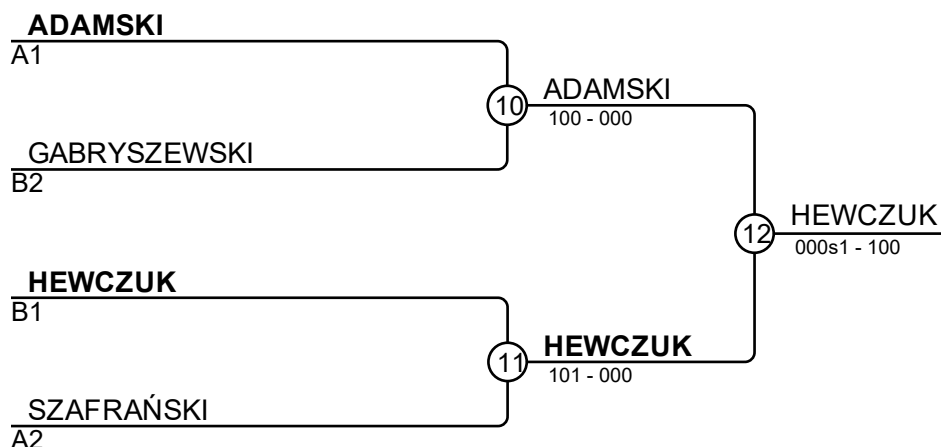 ADAMSKI
A1
10
ADAMSKI
100 - 000
GABRYSZEWSKI
B2
12
HEWCZUK
000s1 - 100
HEWCZUK
B1
11
HEWCZUK
101 - 000
SZAFRAŃSKI
A2